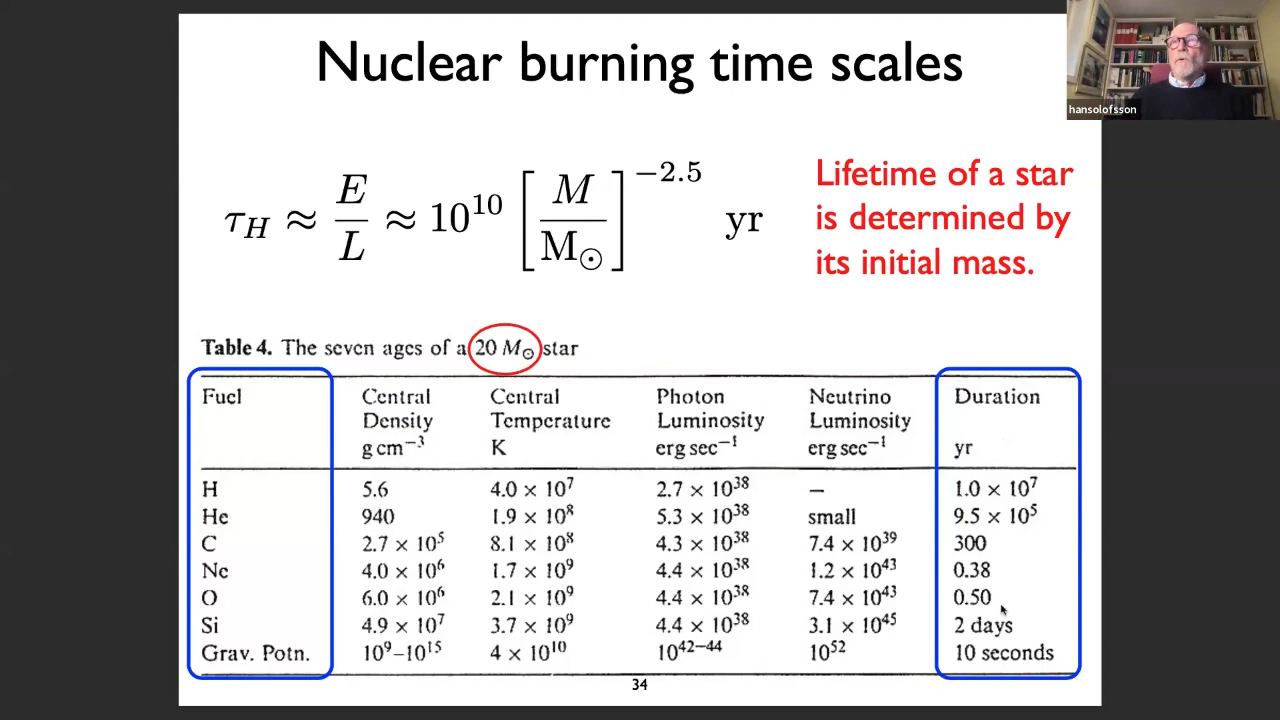 Nuclear burning time scales
hansolofsson
τ_H ≈ E/L ≈ 10^10 [M/M_⊙]^−2.5 yr
Lifetime of a star
is determined by
its initial mass.
Table 4. The seven ages of a 20 M_⊙ star
Fuel Central Density g cm^−3 Central Temperature K Photon Luminosity erg sec^−1 Neutrino Luminosity erg sec^−1 Duration yr
H 5.6 4.0 × 10^7 2.7 × 10^38 – 1.0 × 10^7
He 940 1.9 × 10^8 5.3 × 10^38 small 9.5 × 10^5
C 2.7 × 10^5 8.1 × 10^8 4.3 × 10^38 7.4 × 10^39 300
Ne 4.0 × 10^6 1.7 × 10^9 4.4 × 10^38 1.2 × 10^43 0.38
O 6.0 × 10^6 2.1 × 10^9 4.4 × 10^38 7.4 × 10^43 0.50
Si 4.9 × 10^7 3.7 × 10^9 4.4 × 10^38 3.1 × 10^45 2 days
Grav. Potn. 10^9–10^15 4 × 10^10 10^42–44 10^52 10 seconds
34